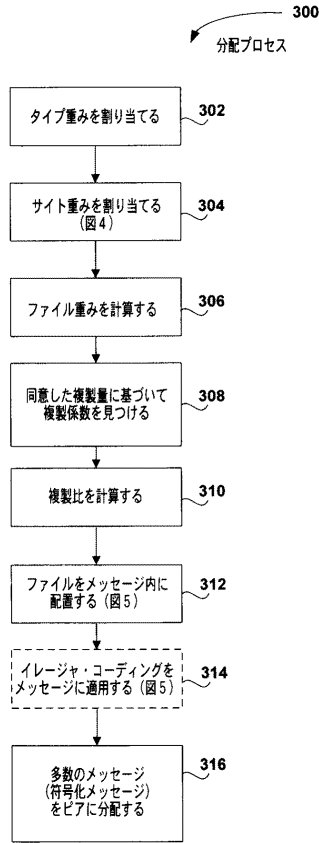 300
分配プロセス
タイプ重みを割り当てる
302
サイト重みを割り当てる
(図4)
304
ファイル重みを計算する
306
同意した複製量に基づいて
複製係数を見つける
308
複製比を計算する
310
ファイルをメッセージ内に
配置する(図5)
312
イレージャ・コーディングを
メッセージに適用する(図5)
314
多数のメッセージ
(符号化メッセージ)
をピアに分配する
316